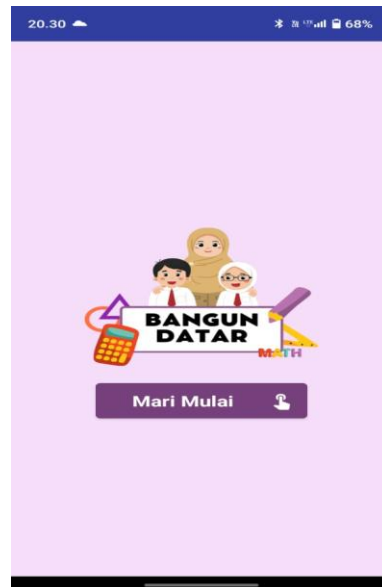 20.30 68%
BANGUN
DATAR
MATH
Mari Mulai